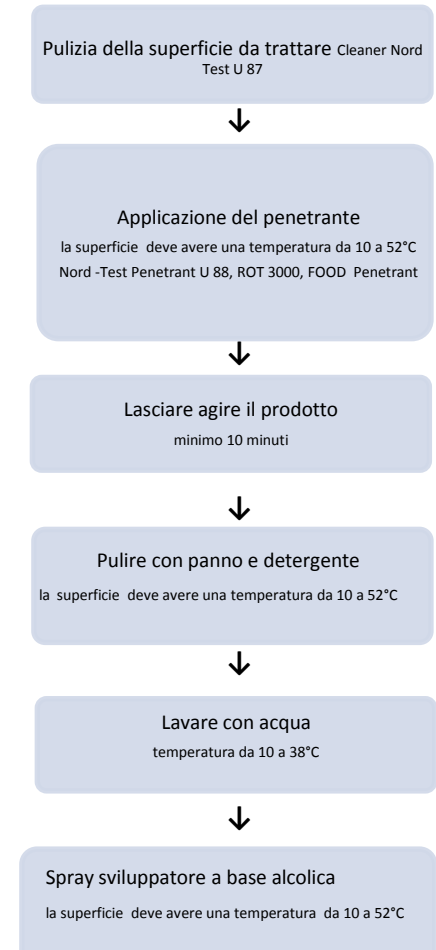 Pulizia della superficie da trattare Cleaner Nord
Test U 87
Applicazione del penetrante
la superficie deve avere una temperatura da 10 a 52°C
Nord -Test Penetrant U 88, ROT 3000, FOOD Penetrant
Lasciare agire il prodotto
minimo 10 minuti
Pulire con panno e detergente
la superficie deve avere una temperatura da 10 a 52°C
Lavare con acqua
temperatura da 10 a 38°C
Spray sviluppatore a base alcolica
la superficie deve avere una temperatura da 10 a 52°C